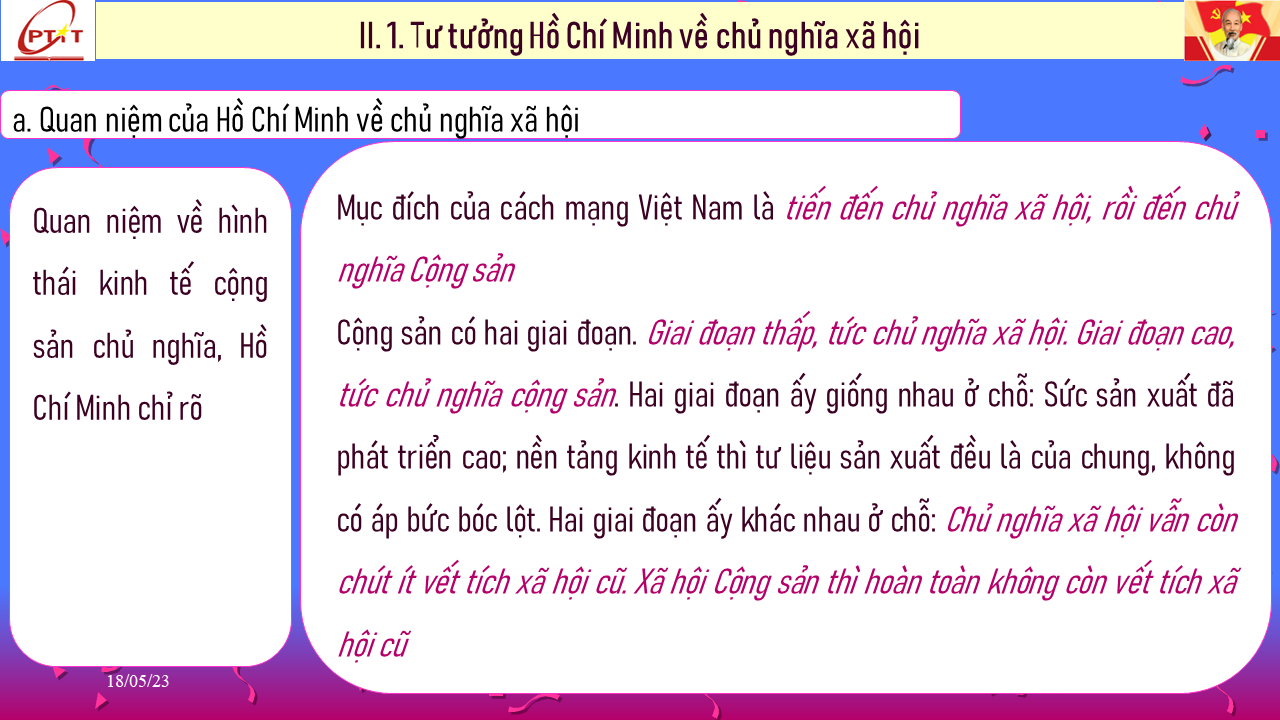 PTIT
II. 1. Tư tưởng Hồ Chí Minh về chủ nghĩa xã hội
a. Quan niệm của Hồ Chí Minh về chủ nghĩa xã hội
Quan niệm về hình
thái kinh tế cộng
sản chủ nghĩa, Hồ
Chí Minh chỉ rõ
Mục đích của cách mạng Việt Nam là tiến đến chủ nghĩa xã hội, rồi đến chủ
nghĩa Cộng sản
Cộng sản có hai giai đoạn. Giai đoạn thấp, tức chủ nghĩa xã hội. Giai đoạn cao,
tức chủ nghĩa cộng sản. Hai giai đoạn ấy giống nhau ở chỗ: Sức sản xuất đã
phát triển cao; nền tảng kinh tế thì tư liệu sản xuất đều là của chung, không
có áp bức bóc lột. Hai giai đoạn ấy khác nhau ở chỗ: Chủ nghĩa xã hội vẫn còn
chút ít vết tích xã hội cũ. Xã hội Cộng sản thì hoàn toàn không còn vết tích xã
hội cũ
18/05/23